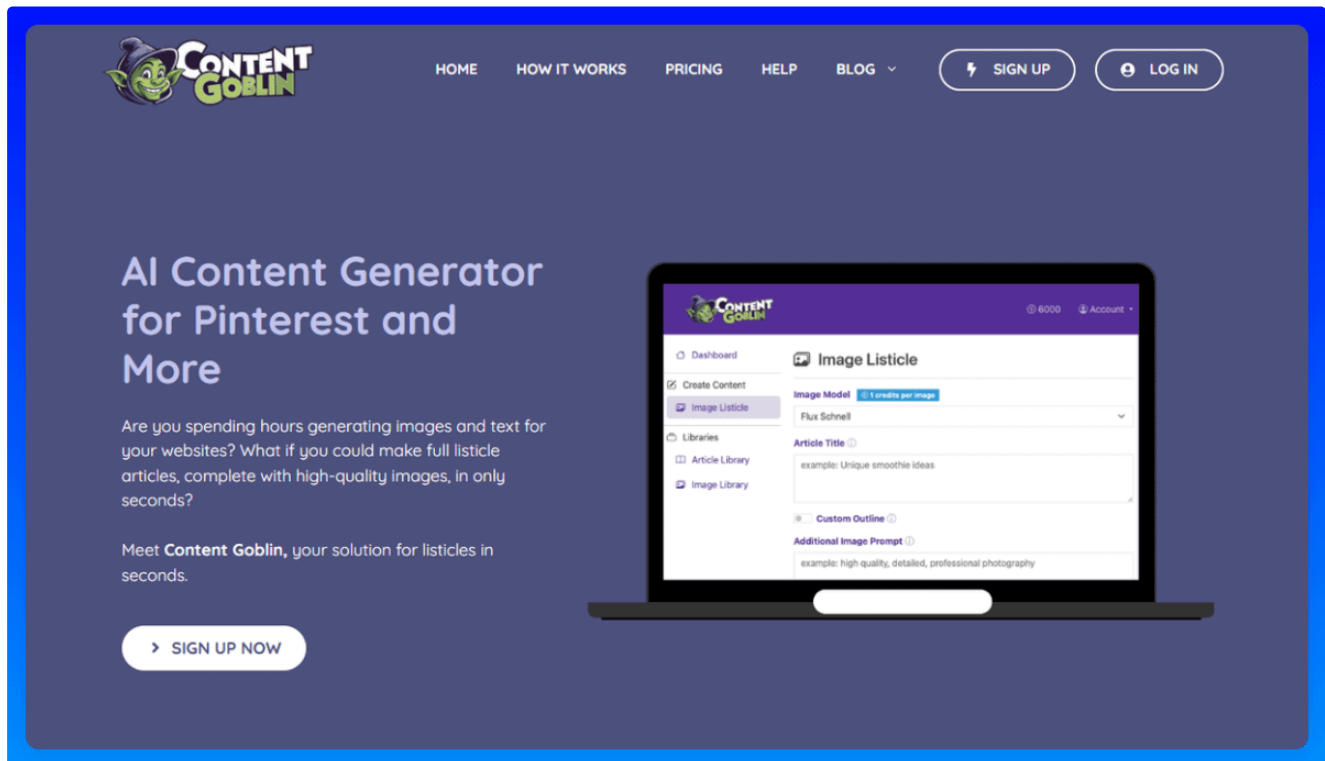 CONTENT
GOBLIN
HOME HOW IT WORKS PRICING HELP BLOG SIGN UP LOG IN
AI Content Generator
for Pinterest and
More
Are you spending hours generating images and text for
your websites? What if you could make full listicle
articles, complete with high-quality images, in only
seconds?
Meet Content Goblin, your solution for listicles in
seconds.
SIGN UP NOW
CONTENT
GOBLIN
6000 Account
Dashboard
Create Content
Image Listicle
Libraries
Article Library
Image Library
Image Listicle
Image Model 1 credits per image
Flux Schnell
Article Title
example: Unique smoothie ideas
Custom Outline
Additional Image Prompt
example: high quality, detailed, professional photography